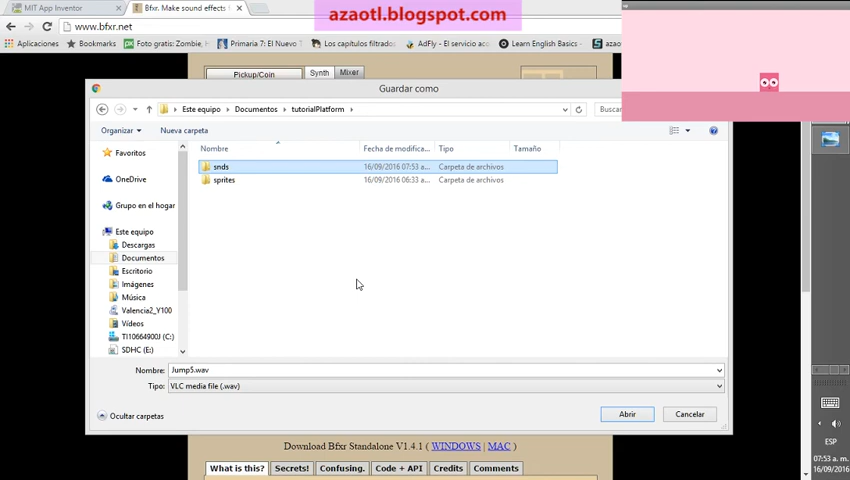 MIT App Inventor
Bfxr. Make sound effects f
azaotl.blogspot.com
www.bfxr.net
Aplicaciones
Bookmarks
Foto gratis: Zombie, H
Primaria 7: El Nuevo T
Los capítulos filtrados
AdFly - El servicio aco
Learn English Basics -
azaot
Pickup/Coin
Synth
Mixer
Guardar como
Este equipo
Documentos
tutorialPlatform
Buscar
Organizar
Nueva carpeta
Nombre
Fecha de modifica...
Tipo
Tamaño
snds
16/09/2016 07:53 a...
Carpeta de archivos
sprites
16/09/2016 06:33 a...
Carpeta de archivos
Favoritos
OneDrive
Grupo en el hogar
Este equipo
Descargas
Documentos
Escritorio
Imágenes
Música
Valencia2_Y100
Vídeos
TI10664900J (C:)
SDHC (E:)
Nombre:
Jump5.wav
Tipo:
VLC media file (.wav)
Ocultar carpetas
Abrir
Cancelar
Download Bfxr Standalone V1.4.1 ( WINDOWS | MAC )
What is this?
Secrets!
Confusing.
Code + API
Credits
Comments
ESP
07:53 a. m.
16/09/2016